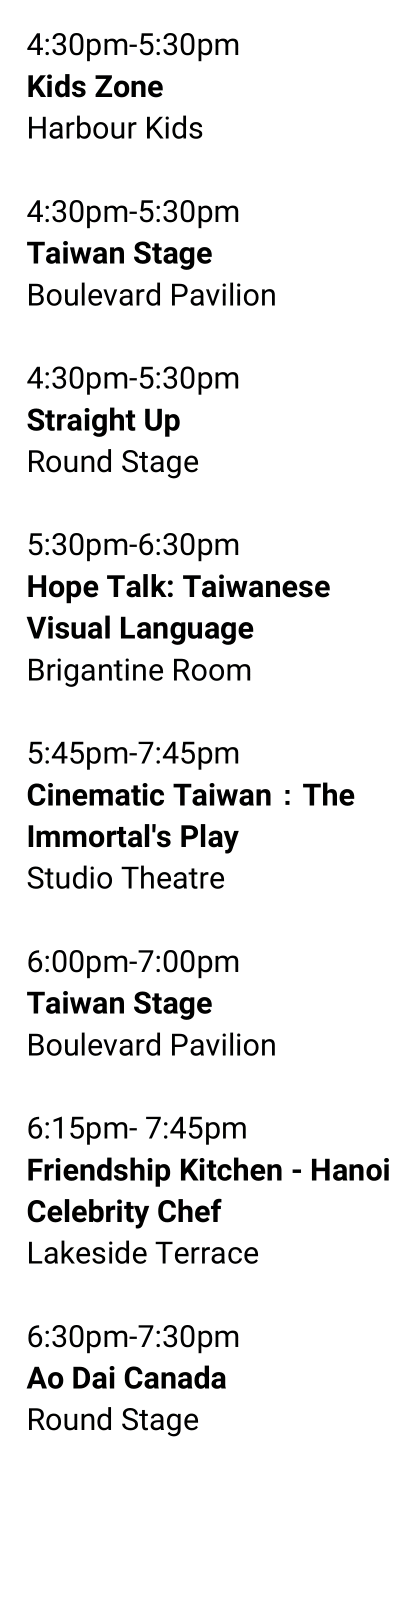 4:30pm-5:30pm
Kids Zone
Harbour Kids
4:30pm-5:30pm
Taiwan Stage
Boulevard Pavilion
4:30pm-5:30pm
Straight Up
Round Stage
5:30pm-6:30pm
Hope Talk: Taiwanese
Visual Language
Brigantine Room
5:45pm-7:45pm
Cinematic Taiwan：The
Immortal's Play
Studio Theatre
6:00pm-7:00pm
Taiwan Stage
Boulevard Pavilion
6:15pm- 7:45pm
Friendship Kitchen - Hanoi
Celebrity Chef
Lakeside Terrace
6:30pm-7:30pm
Ao Dai Canada
Round Stage